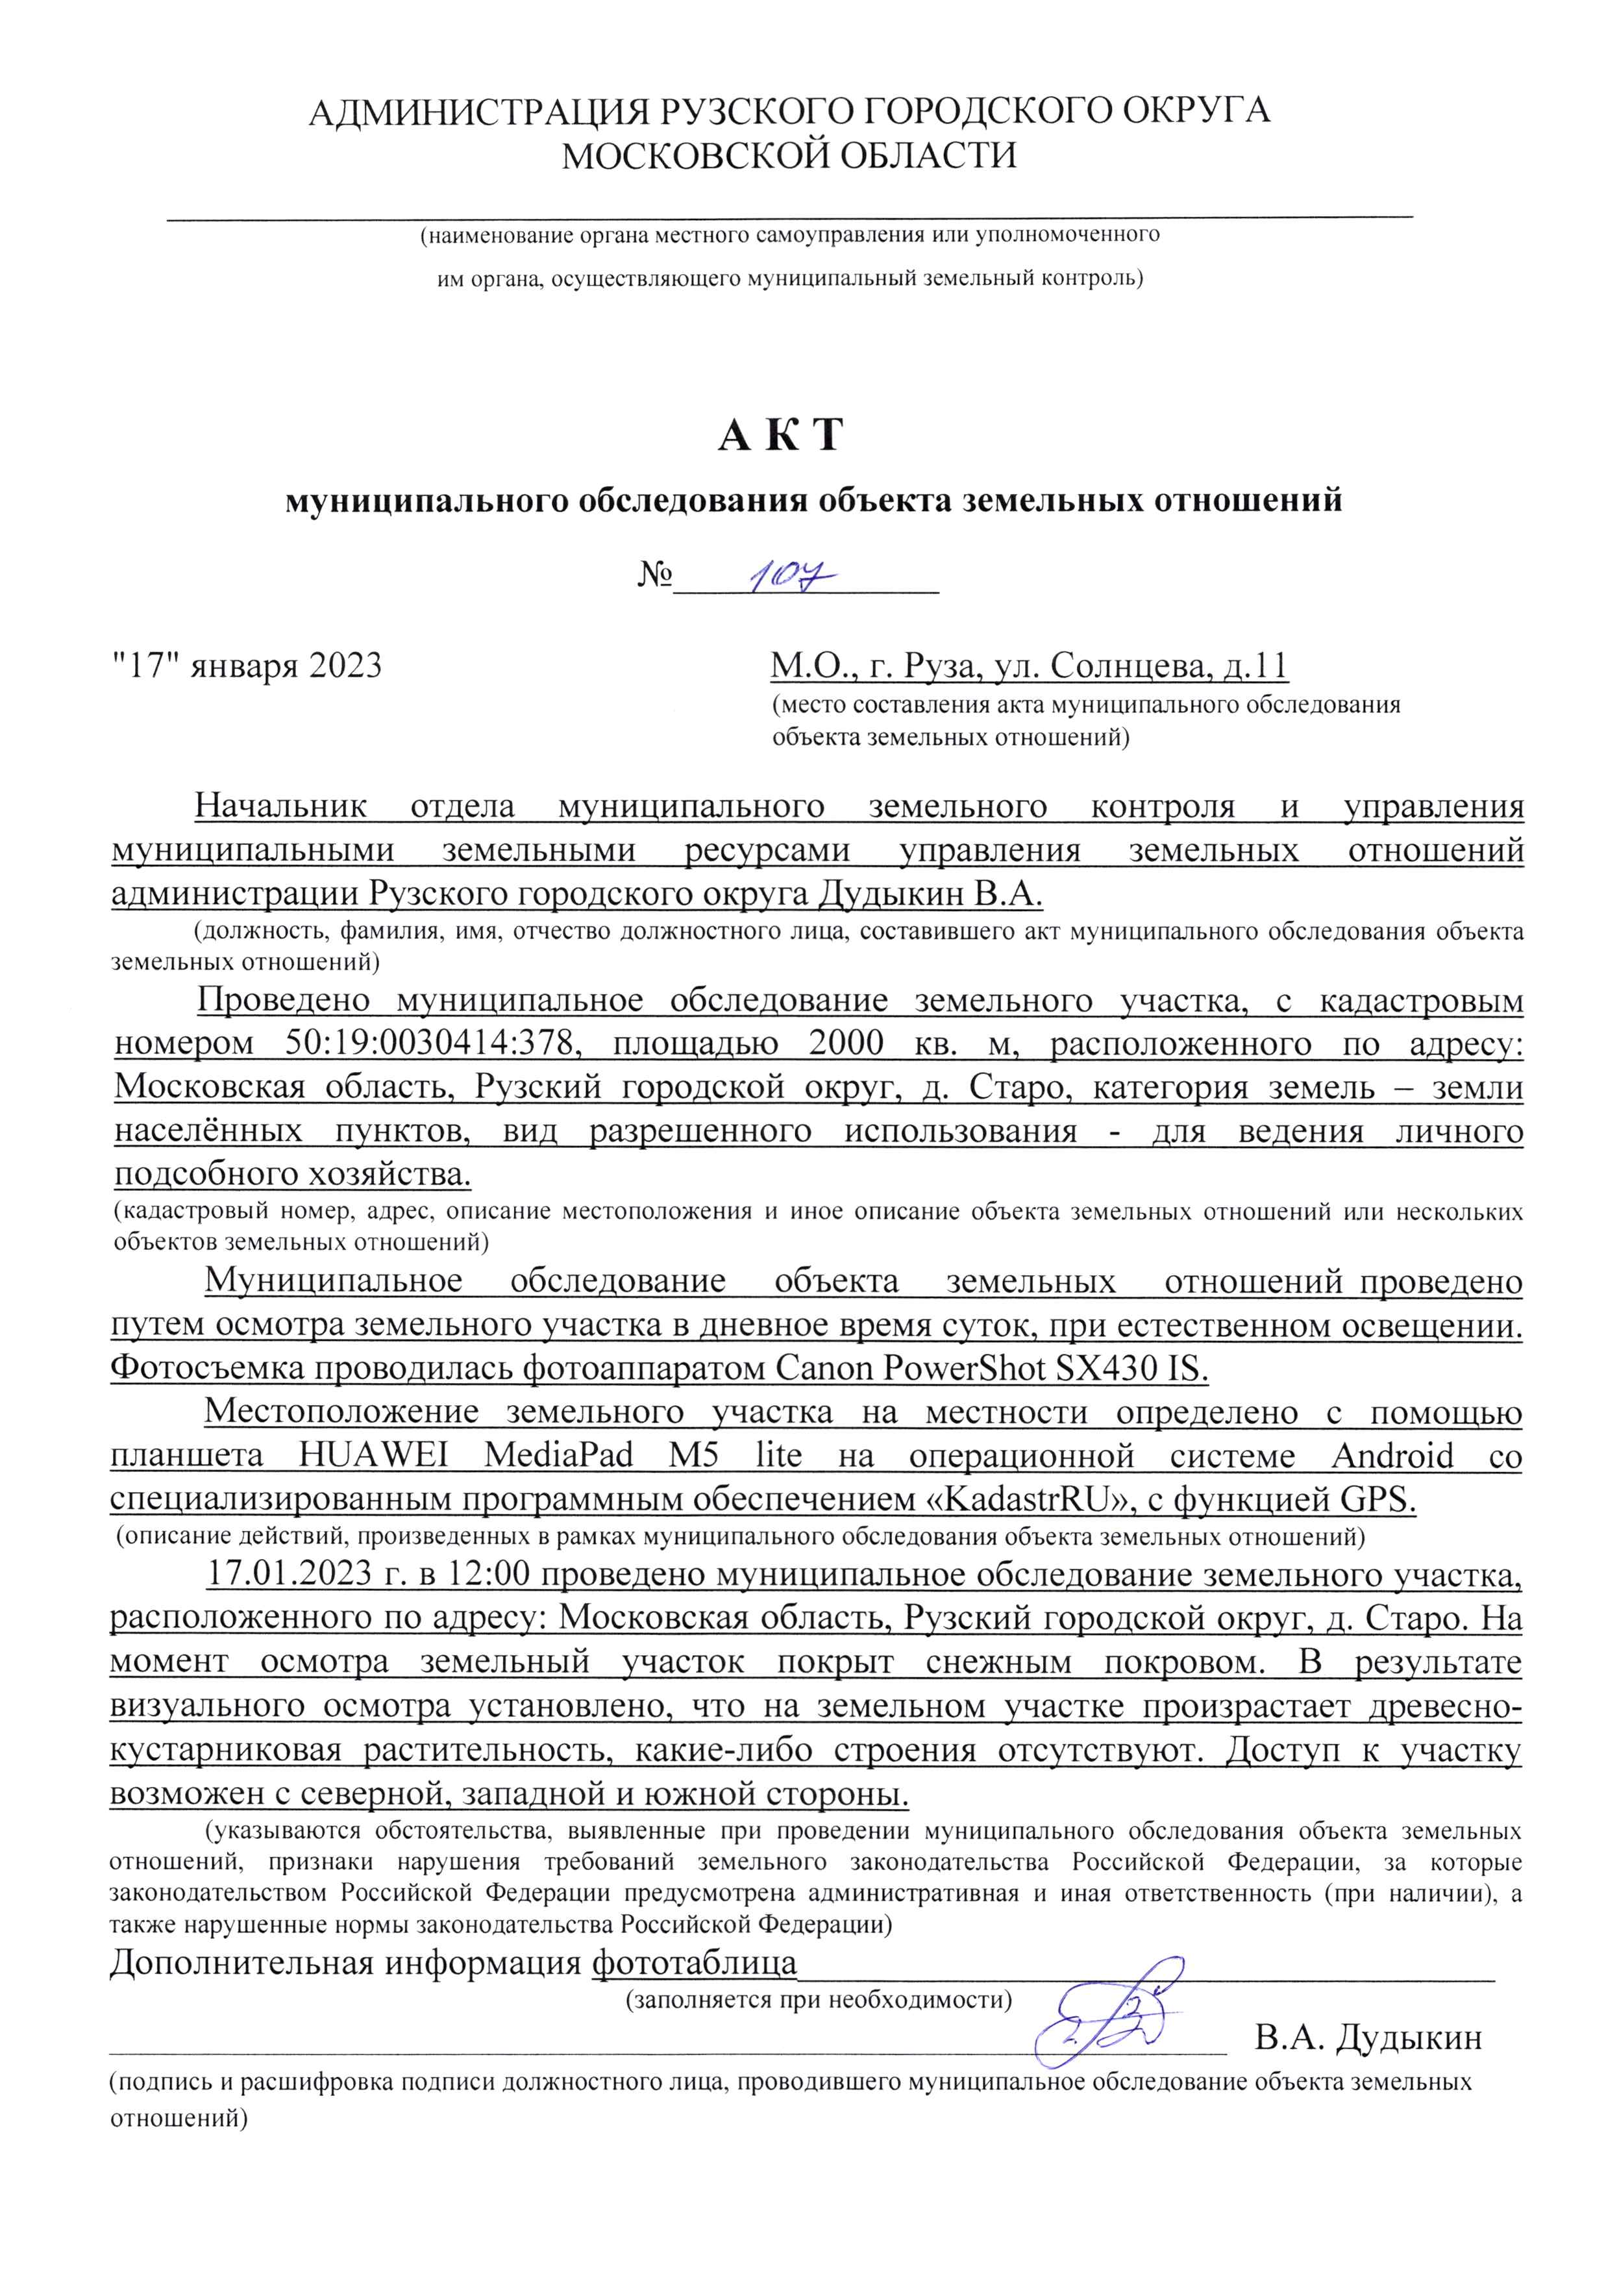 АДМИНИСТРАЦИЯ РУЗСКОГО ГОРОДСКОГО ОКРУГА
МОСКОВСКОЙ ОБЛАСТИ
(наименование органа местного самоуправления или уполномоченного
им органа, осуществляющего муниципальный земельный контроль)
А К Т
муниципального обследования объекта земельных отношений
№ 107
"17" января 2023 М.О., г. Руза, ул. Солнцева, д.11
(место составления акта муниципального обследования
объекта земельных отношений)
Начальник отдела муниципального земельного контроля и управления
муниципальными земельными ресурсами управления земельных отношений
администрации Рузского городского округа Дудыкин В.А.
(должность, фамилия, имя, отчество должностного лица, составившего акт муниципального обследования объекта
земельных отношений)
Проведено муниципальное обследование земельного участка, с кадастровым
номером 50:19:0030414:378, площадью 2000 кв. м, расположенного по адресу:
Московская область, Рузский городской округ, д. Старо, категория земель – земли
населённых пунктов, вид разрешенного использования - для ведения личного
подсобного хозяйства.
(кадастровый номер, адрес, описание местоположения и иное описание объекта земельных отношений или нескольких
объектов земельных отношений)
Муниципальное обследование объекта земельных отношений проведено
путем осмотра земельного участка в дневное время суток, при естественном освещении.
Фотосъемка проводилась фотоаппаратом Canon PowerShot SX430 IS.
Местоположение земельного участка на местности определено с помощью
планшета HUAWEI MediaPad M5 lite на операционной системе Android со
специализированным программным обеспечением «KadastrRU», с функцией GPS.
(описание действий, произведенных в рамках муниципального обследования объекта земельных отношений)
17.01.2023 г. в 12:00 проведено муниципальное обследование земельного участка,
расположенного по адресу: Московская область, Рузский городской округ, д. Старо. На
момент осмотра земельный участок покрыт снежным покровом. В результате
визуального осмотра установлено, что на земельном участке произрастает древесно-
кустарниковая растительность, какие-либо строения отсутствуют. Доступ к участку
возможен с северной, западной и южной стороны.
(указываются обстоятельства, выявленные при проведении муниципального обследования объекта земельных
отношений, признаки нарушения требований земельного законодательства Российской Федерации, за которые
законодательством Российской Федерации предусмотрена административная и иная ответственность (при наличии), а
также нарушенные нормы законодательства Российской Федерации)
Дополнительная информация фототаблица
(заполняется при необходимости)
В.А. Дудыкин
(подпись и расшифровка подписи должностного лица, проводившего муниципальное обследование объекта земельных
отношений)